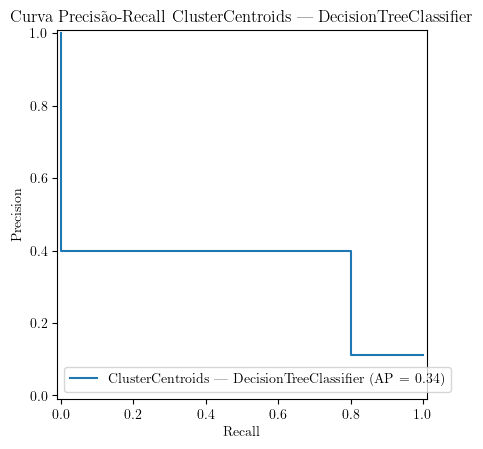 Curva Precisão-Recall ClusterCentroids — DecisionTreeClassifier
1.0
0.8
0.6
0.4
0.2
0.0
Precision
ClusterCentroids — DecisionTreeClassifier (AP = 0.34)
0.0 0.2 0.4 0.6 0.8 1.0
Recall